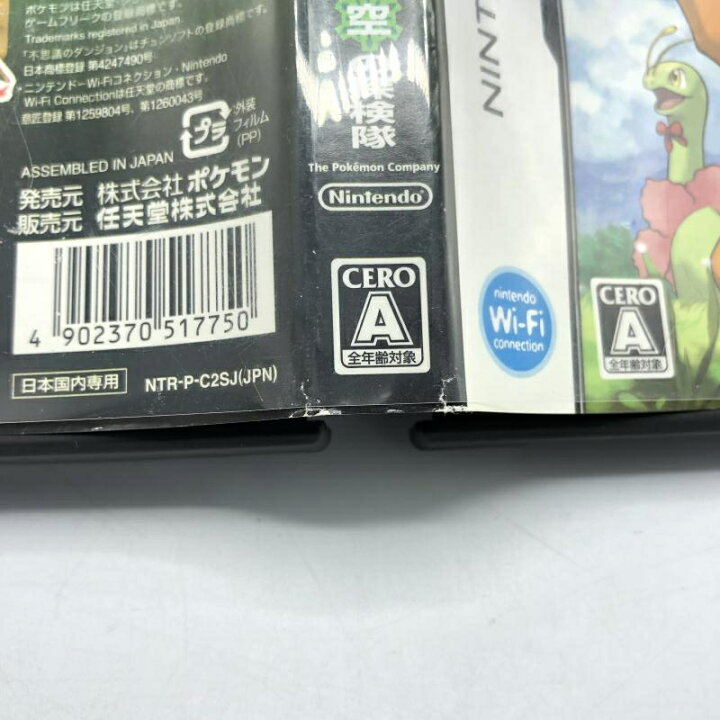 ポケモンは任天堂・
ゲームフリークの登録商標です。
Trademarks registered in Japan.
「不思議のダンジョン」はチュンソフトの登録商標です。
日本商標登録 第4247490号
ニンテンドーWi-Fiコネクション・Nintendo
Wi-Fi Connectionは任天堂の商標です。
意匠登録 第1259804号、第1260043号
プラ
外装
フィルム
(PP)
ASSEMBLED IN JAPAN
発売元 株式会社ポケモン
販売元 任天堂株式会社
4 902370 517750
日本国内専用
NTR-P-C2SJ(JPN)
空
探検隊
The Pokémon Company
Nintendo
CERO
A
全年齢対象
NINT
nintendo
Wi-Fi
connection
CERO
A
全年齢対象